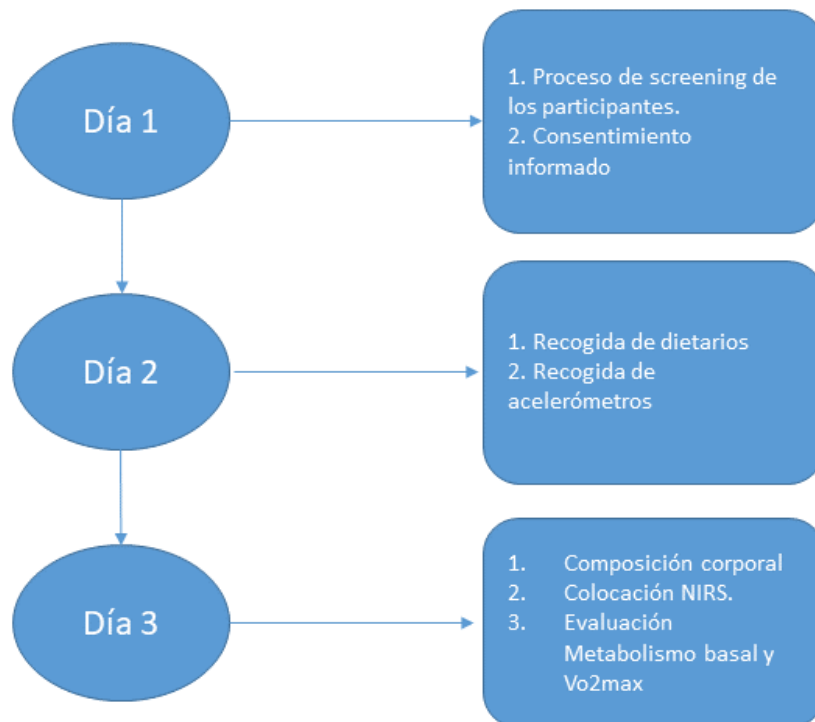 Día 1
1. Proceso de screening de
los participantes.
2. Consentimiento
informado
Día 2
1. Recogida de dietarios
2. Recogida de
acelerómetros
Día 3
1. Composición corporal
2. Colocación NIRS.
3. Evaluación
Metabolismo basal y
Vo2max